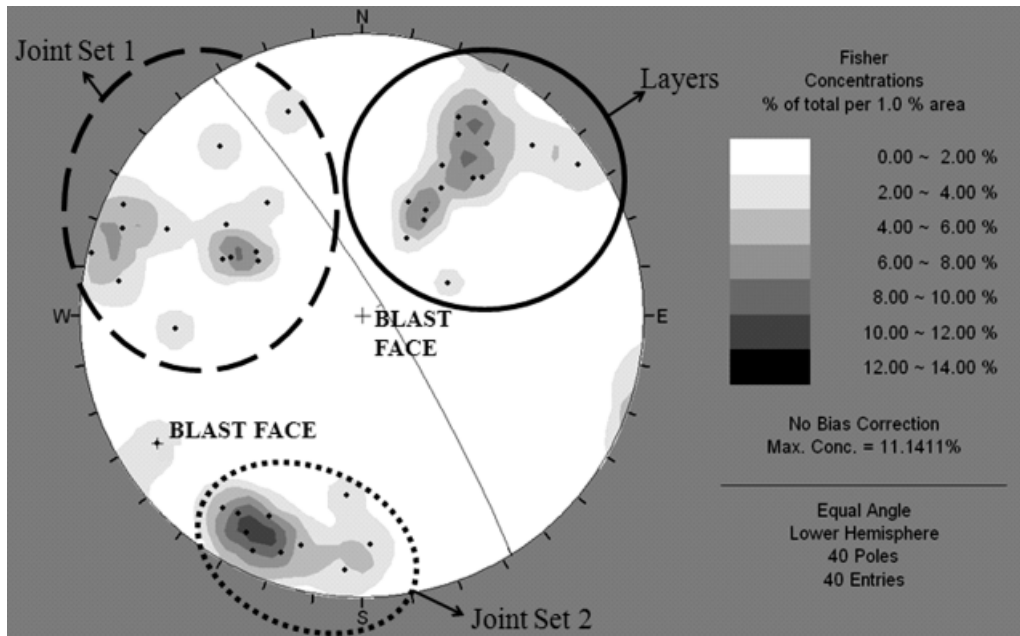 N
Joint Set 1
Layers
W
E
BLAST
FACE
BLAST FACE
S
Joint Set 2
Fisher
Concentrations
% of total per 1.0 % area
0.00 ~ 2.00 %
2.00 ~ 4.00 %
4.00 ~ 6.00 %
6.00 ~ 8.00 %
8.00 ~ 10.00 %
10.00 ~ 12.00 %
12.00 ~ 14.00 %
No Bias Correction
Max. Conc. = 11.1411%
Equal Angle
Lower Hemisphere
40 Poles
40 Entries